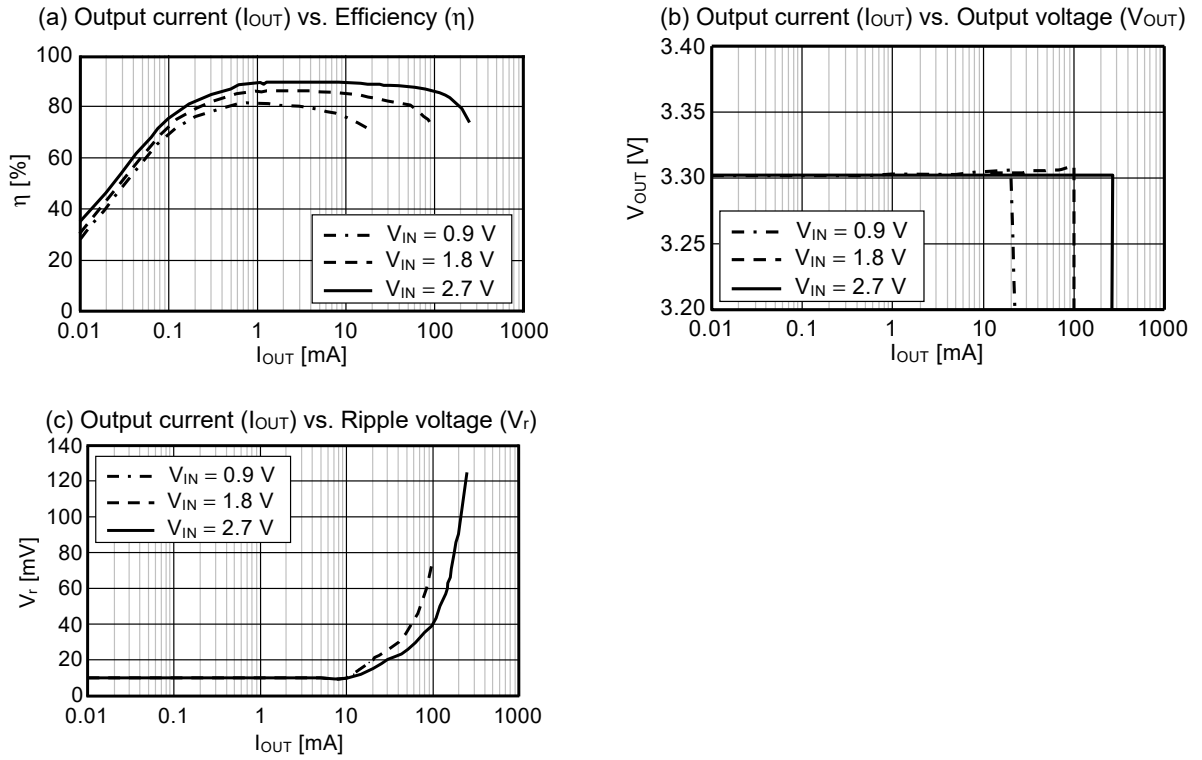 (a) Output current (IOUT) vs. Efficiency (η)
100
80
60
40
20
0
η [%]
VIN = 0.9 V
VIN = 1.8 V
VIN = 2.7 V
0.01 0.1 1 10 100 1000
IOUT [mA]
(b) Output current (IOUT) vs. Output voltage (VOUT)
3.40
3.35
3.30
3.25
3.20
VOUT [V]
VIN = 0.9 V
VIN = 1.8 V
VIN = 2.7 V
0.01 0.1 1 10 100 1000
IOUT [mA]
(c) Output current (IOUT) vs. Ripple voltage (Vr)
140
120
100
80
60
40
20
0
Vr [mV]
VIN = 0.9 V
VIN = 1.8 V
VIN = 2.7 V
0.01 0.1 1 10 100 1000
IOUT [mA]